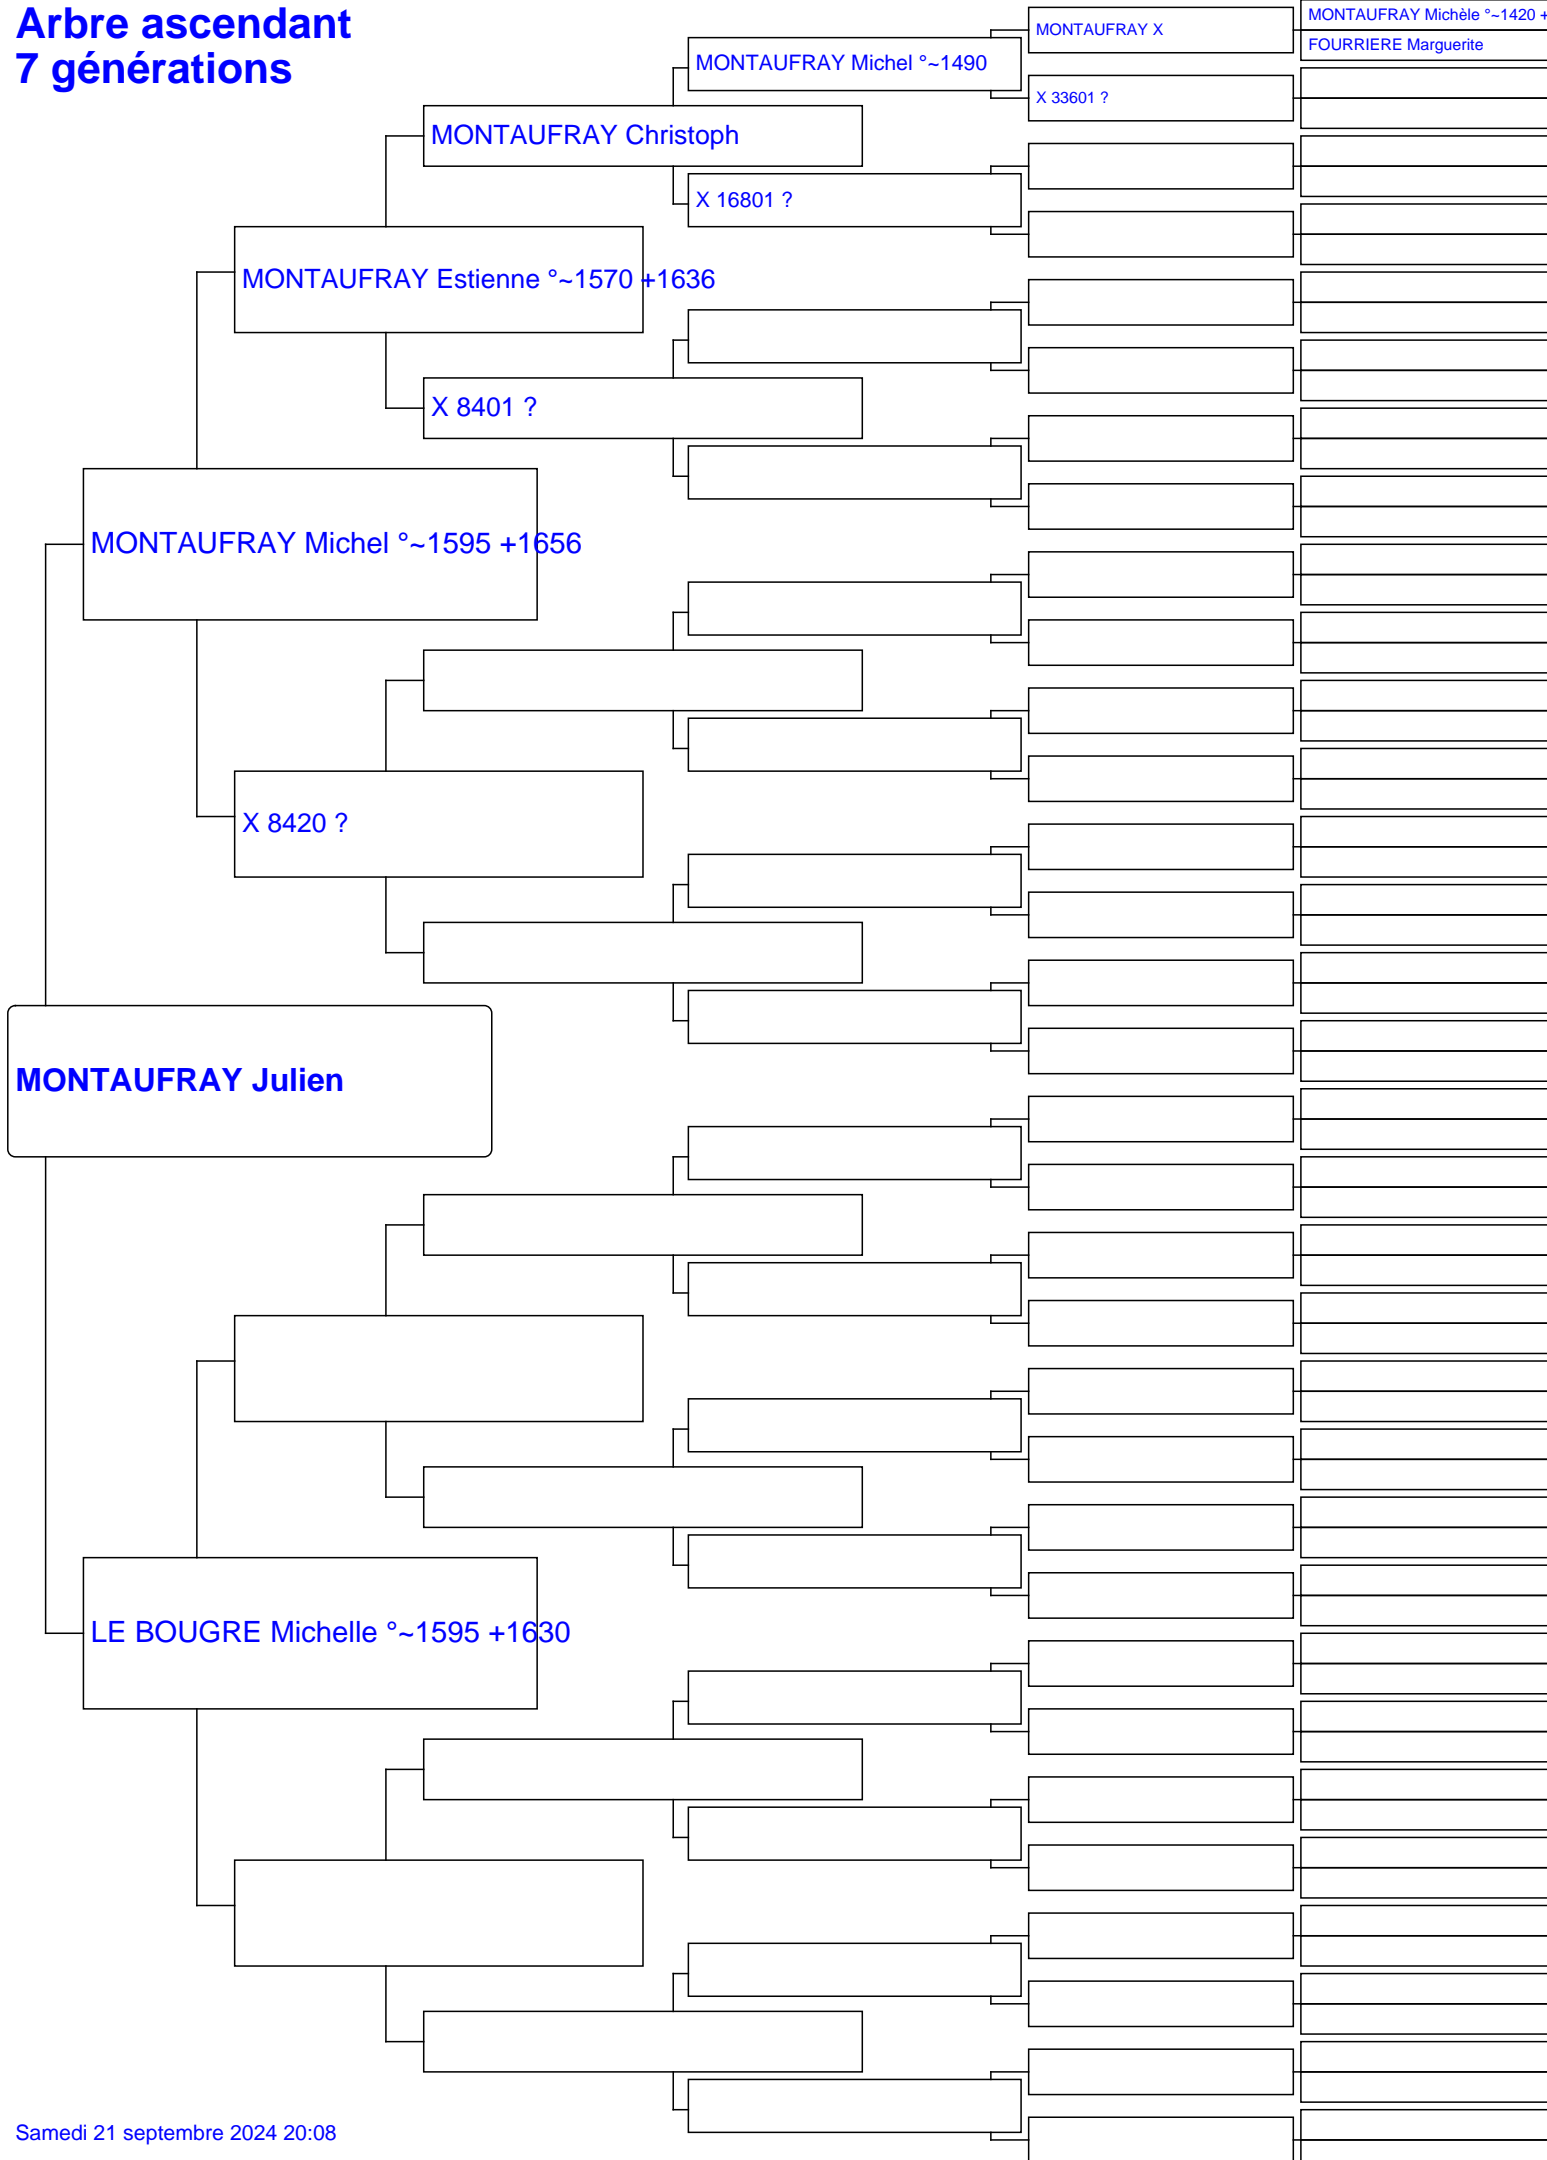 Arbre ascendant
7 générations
MONTAUFRAY Michèle °~1420 +
FOURRIERE Marguerite
MONTAUFRAY X
X 33601 ?
MONTAUFRAY Michel °~1490
X 16801 ?
MONTAUFRAY Christoph
X 8401 ?
MONTAUFRAY Estienne °~1570 +1636
X 8420 ?
MONTAUFRAY Michel °~1595 +1656
MONTAUFRAY Julien
LE BOUGRE Michelle °~1595 +1630
Samedi 21 septembre 2024 20:08